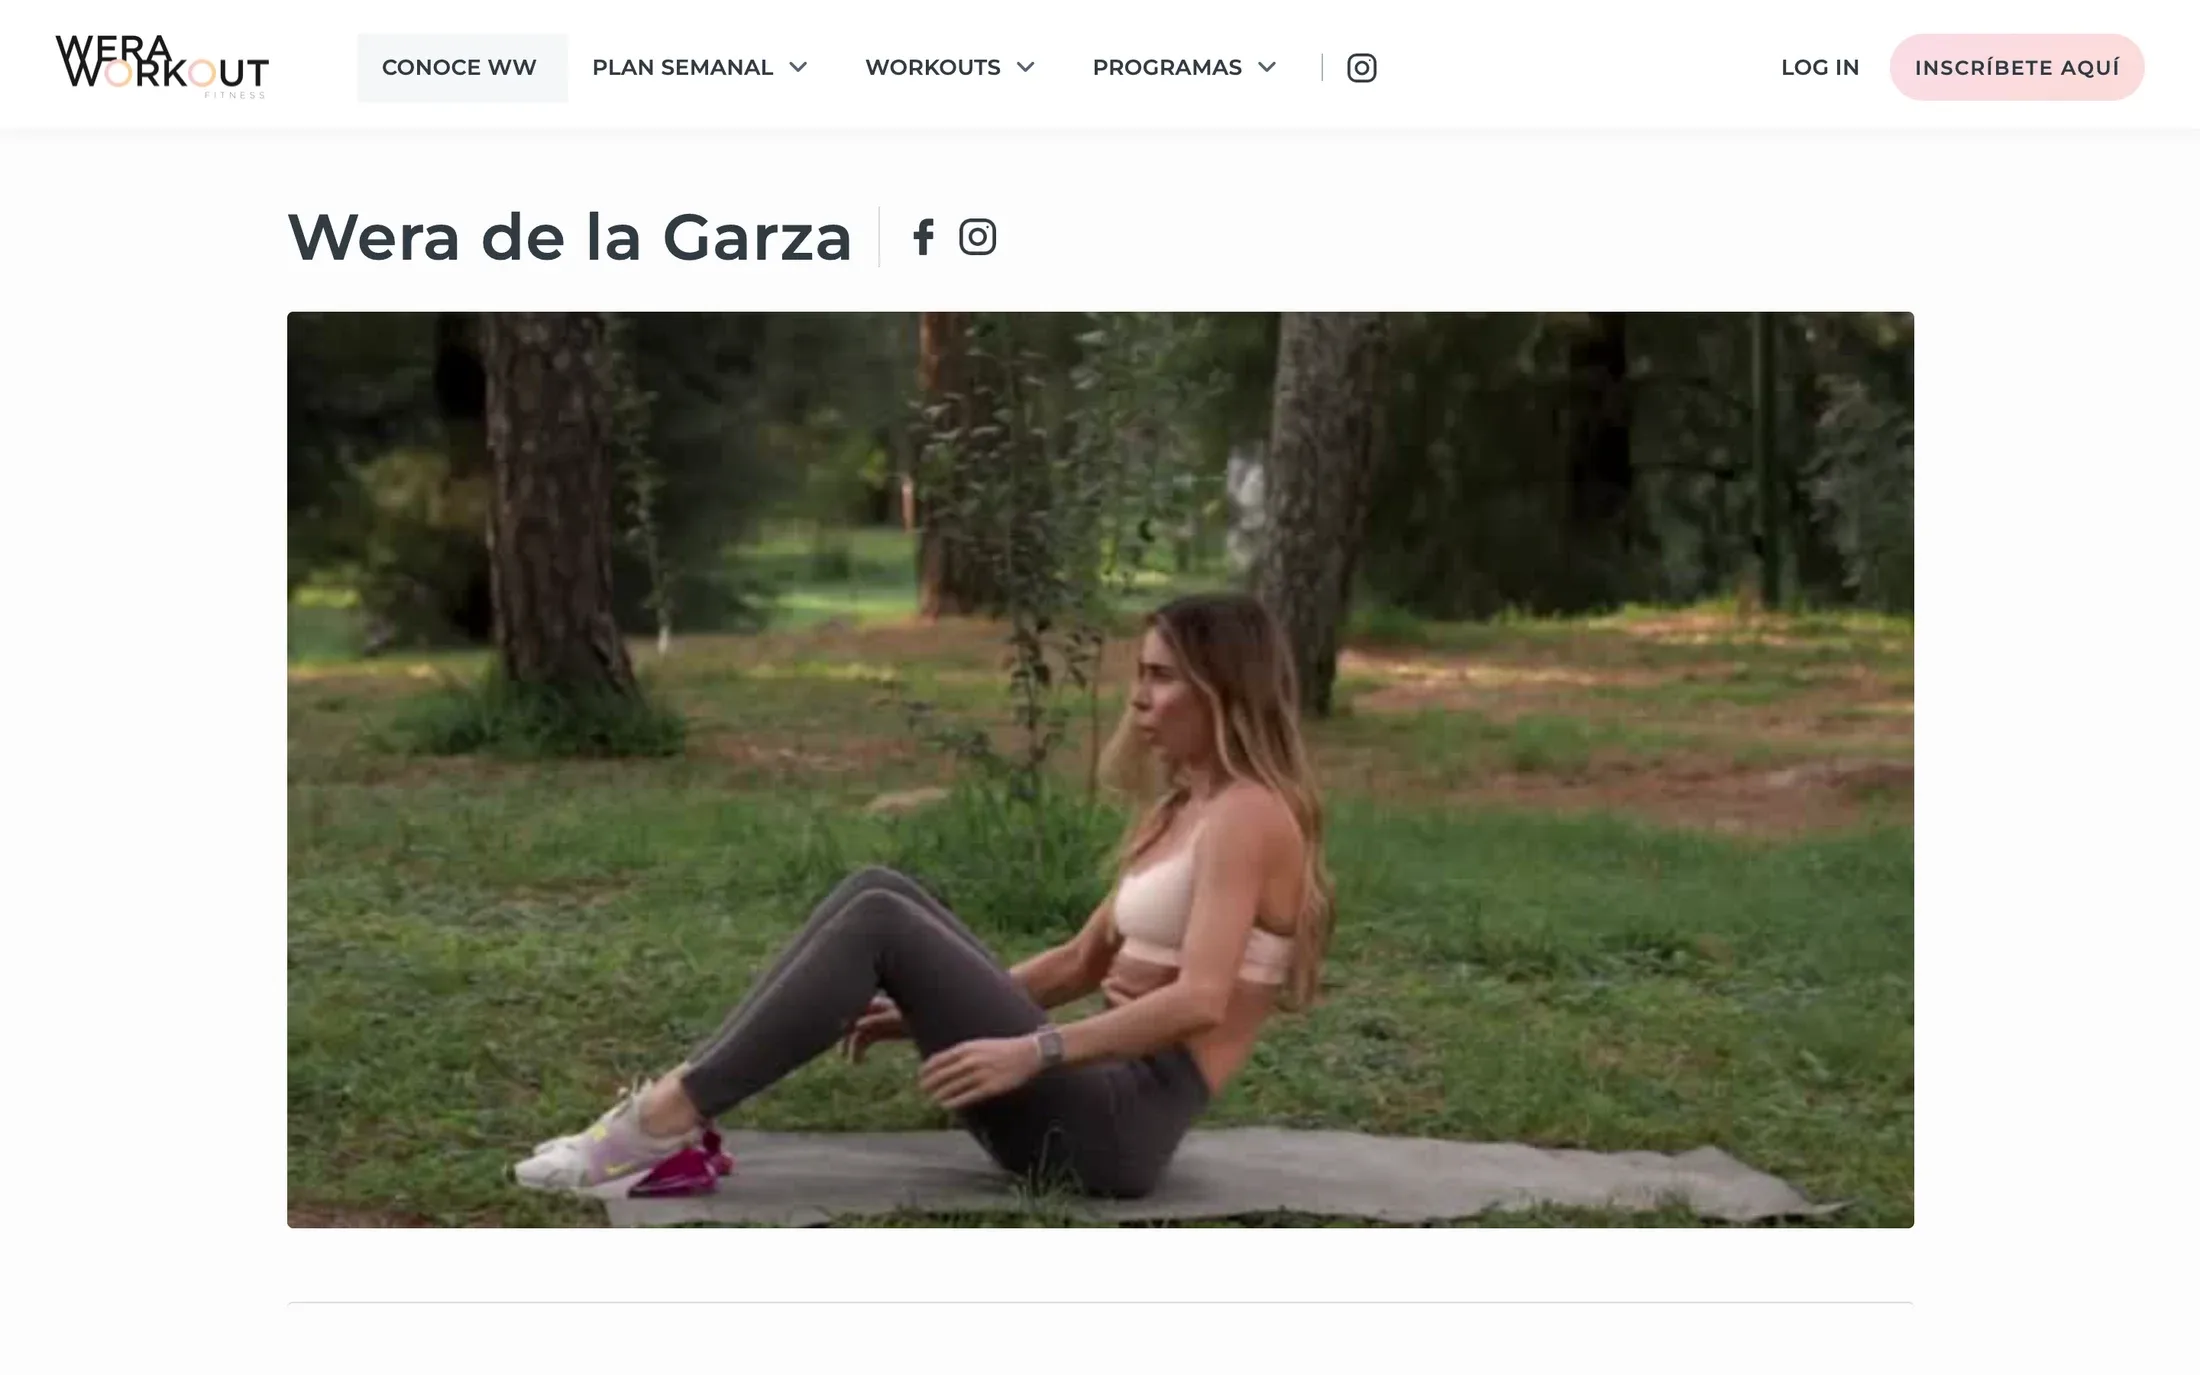 WERA
WORKOUT
FITNESS
CONOCE WW
PLAN SEMANAL
WORKOUTS
PROGRAMAS
LOG IN
INSCRÍBETE AQUÍ
Wera de la Garza